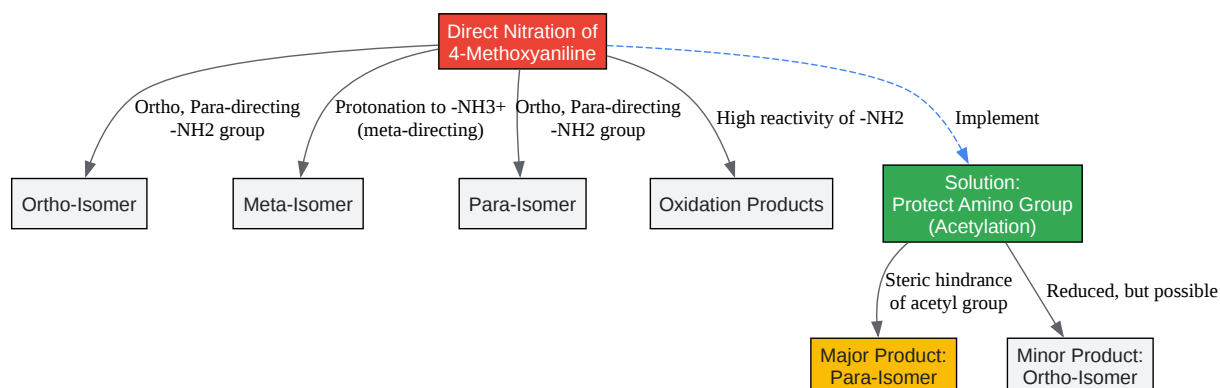 Direct Nitration of
4-Methoxyaniline
Ortho, Para-directing
-NH2 group
Protonation to -NH3+
(meta-directing)
Ortho, Para-directing
-NH2 group
High reactivity of -NH2
Implement
Ortho-Isomer
Meta-Isomer
Para-Isomer
Oxidation Products
Solution:
Protect Amino Group
(Acetylation)
Steric hindrance
of acetyl group
Reduced, but possible
Major Product:
Para-Isomer
Minor Product:
Ortho-Isomer